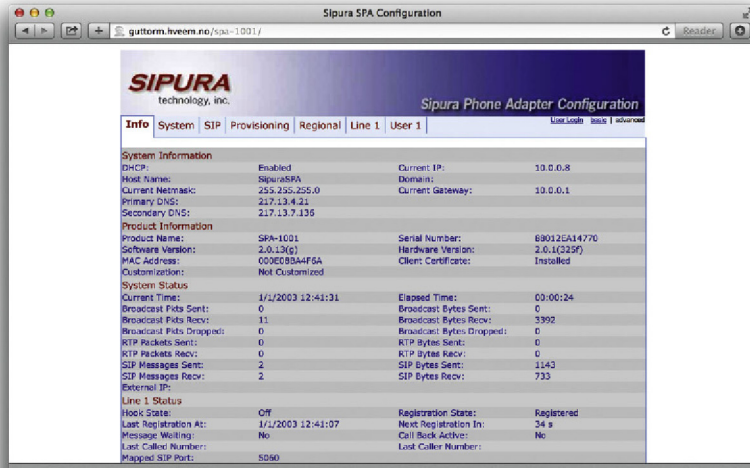 Sipura SPA Configuration
guttorm.hveem.no/spa-1001/ Reader
SIPURA
technology, inc.
Sipura Phone Adapter Configuration
Info System SIP Provisioning Regional Line 1 User 1 User Login basic | advanced
System Information
DHCP: Enabled Current IP: 10.0.0.8
Host Name: SipuraSPA Domain:
Current Netmask: 255.255.255.0 Current Gateway: 10.0.0.1
Primary DNS: 217.13.4.21
Secondary DNS: 217.13.7.136
Product Information
Product Name: SPA-1001 Serial Number: 88012EA14770
Software Version: 2.0.13(g) Hardware Version: 2.0.1(325f)
MAC Address: 000E08BA4F6A Client Certificate: Installed
Customization: Not Customized
System Status
Current Time: 1/1/2003 12:41:31 Elapsed Time: 00:00:24
Broadcast Pkts Sent: 0 Broadcast Bytes Sent: 0
Broadcast Pkts Recv: 11 Broadcast Bytes Recv: 3392
Broadcast Pkts Dropped: 0 Broadcast Bytes Dropped: 0
RTP Packets Sent: 0 RTP Bytes Sent: 0
RTP Packets Recv: 0 RTP Bytes Recv: 0
SIP Messages Sent: 2 SIP Bytes Sent: 1143
SIP Messages Recv: 2 SIP Bytes Recv: 733
External IP:
Line 1 Status
Hook State: Off Registration State: Registered
Last Registration At: 1/1/2003 12:41:07 Next Registration In: 34 s
Message Waiting: No Call Back Active: No
Last Called Number: Last Caller Number:
Mapped SIP Port: 5060